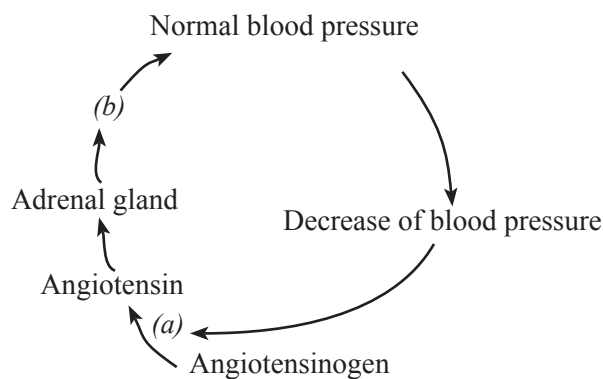 Normal blood pressure
(b)
Adrenal gland
Decrease of blood pressure
Angiotensin
(a)
Angiotensinogen